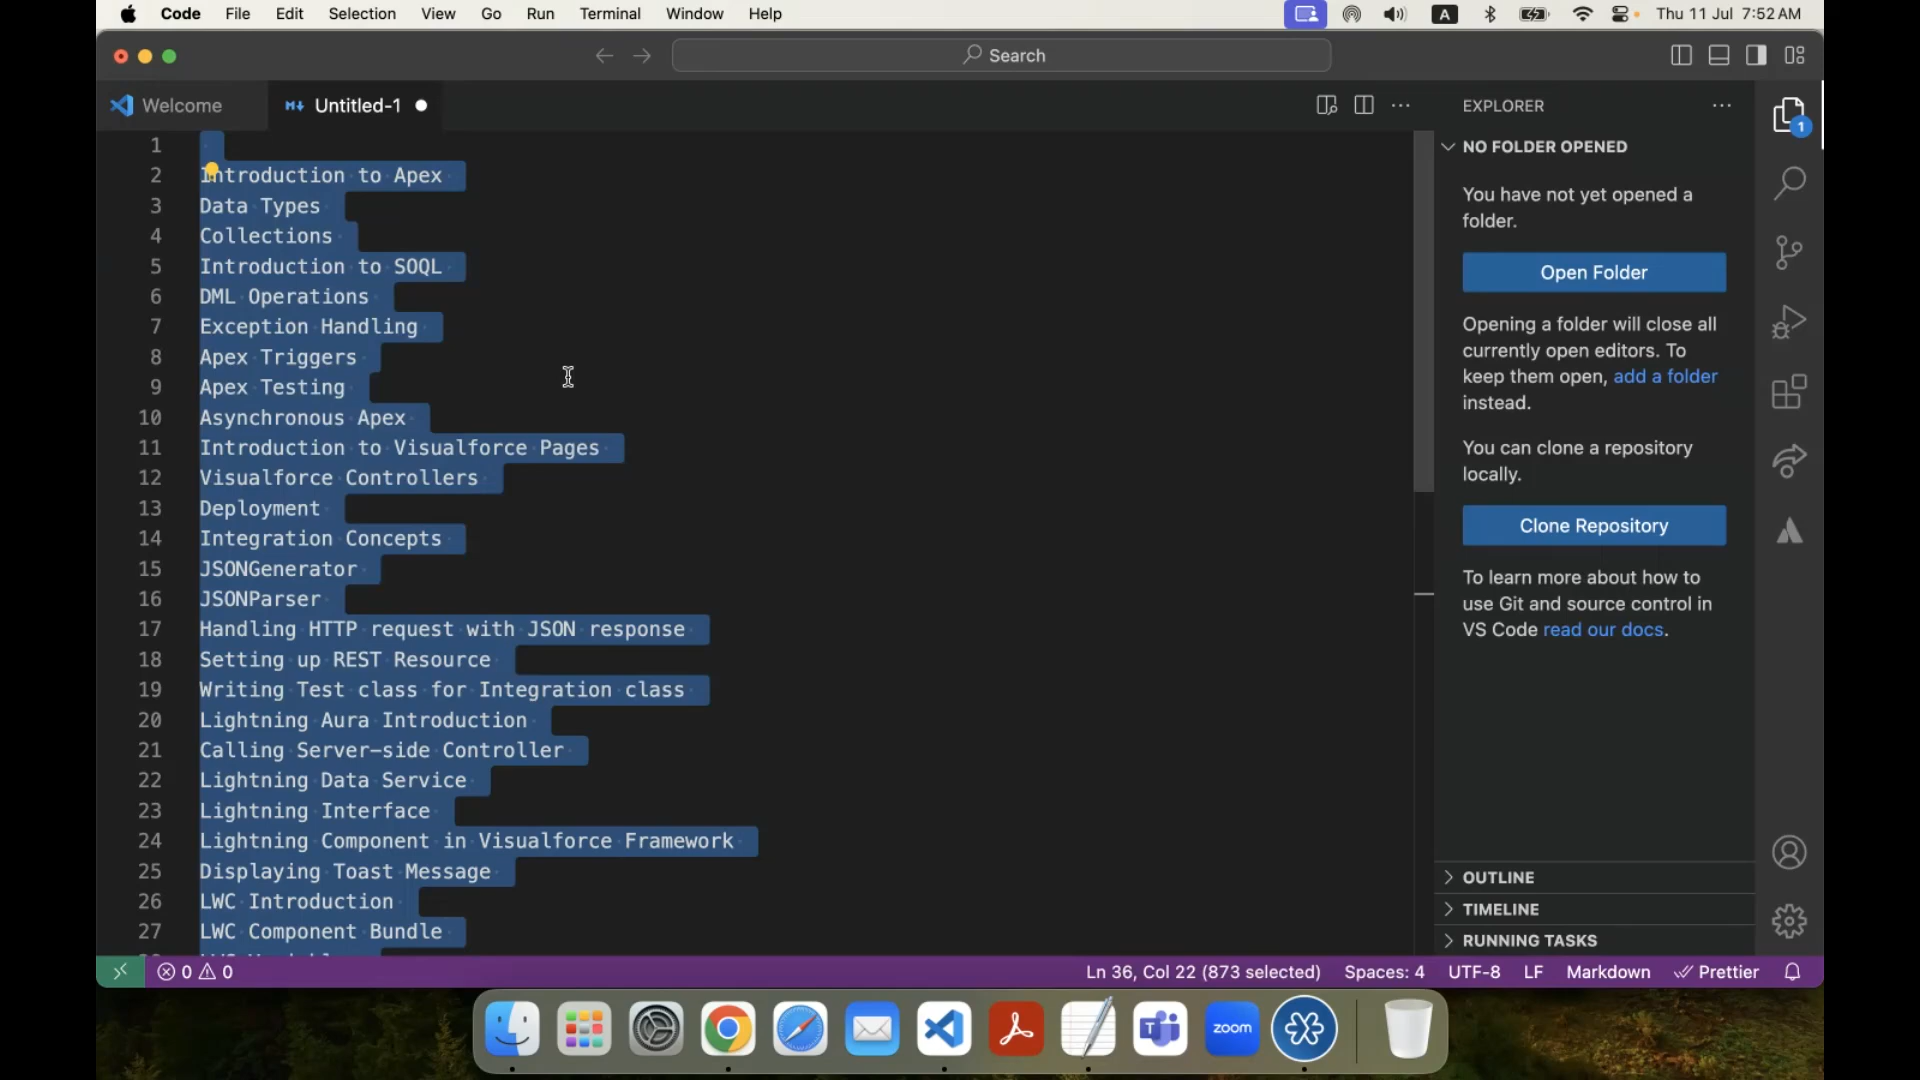 Code File Edit Selection View Go Run Terminal Window Help A Thu 11 Jul 7:52 AM
Search
Welcome Untitled-1 EXPLORER
1
1 NO FOLDER OPENED
2 Introduction to Apex
3 Data Types
4 Collections
5 Introduction to SOQL
6 DML Operations
7 Exception Handling
8 Apex Triggers
9 Apex Testing
10 Asynchronous Apex
11 Introduction to Visualforce Pages
12 Visualforce Controllers
13 Deployment
14 Integration Concepts
15 JSONGenerator
16 JSONParser
17 Handling HTTP request with JSON response
18 Setting up REST Resource
19 Writing Test class for Integration class
20 Lightning Aura Introduction
21 Calling Server-side Controller
22 Lightning Data Service
23 Lightning Interface
24 Lightning Component in Visualforce Framework
25 Displaying Toast Message
26 LWC Introduction
27 LWC Component Bundle
You have not yet opened a
folder.
Open Folder
Opening a folder will close all
currently open editors. To
keep them open, add a folder
instead.
You can clone a repository
locally.
Clone Repository
To learn more about how to
use Git and source control in
VS Code read our docs.
OUTLINE
TIMELINE
RUNNING TASKS
0 0 Ln 36, Col 22 (873 selected) Spaces: 4 UTF-8 LF Markdown Prettier
zoom